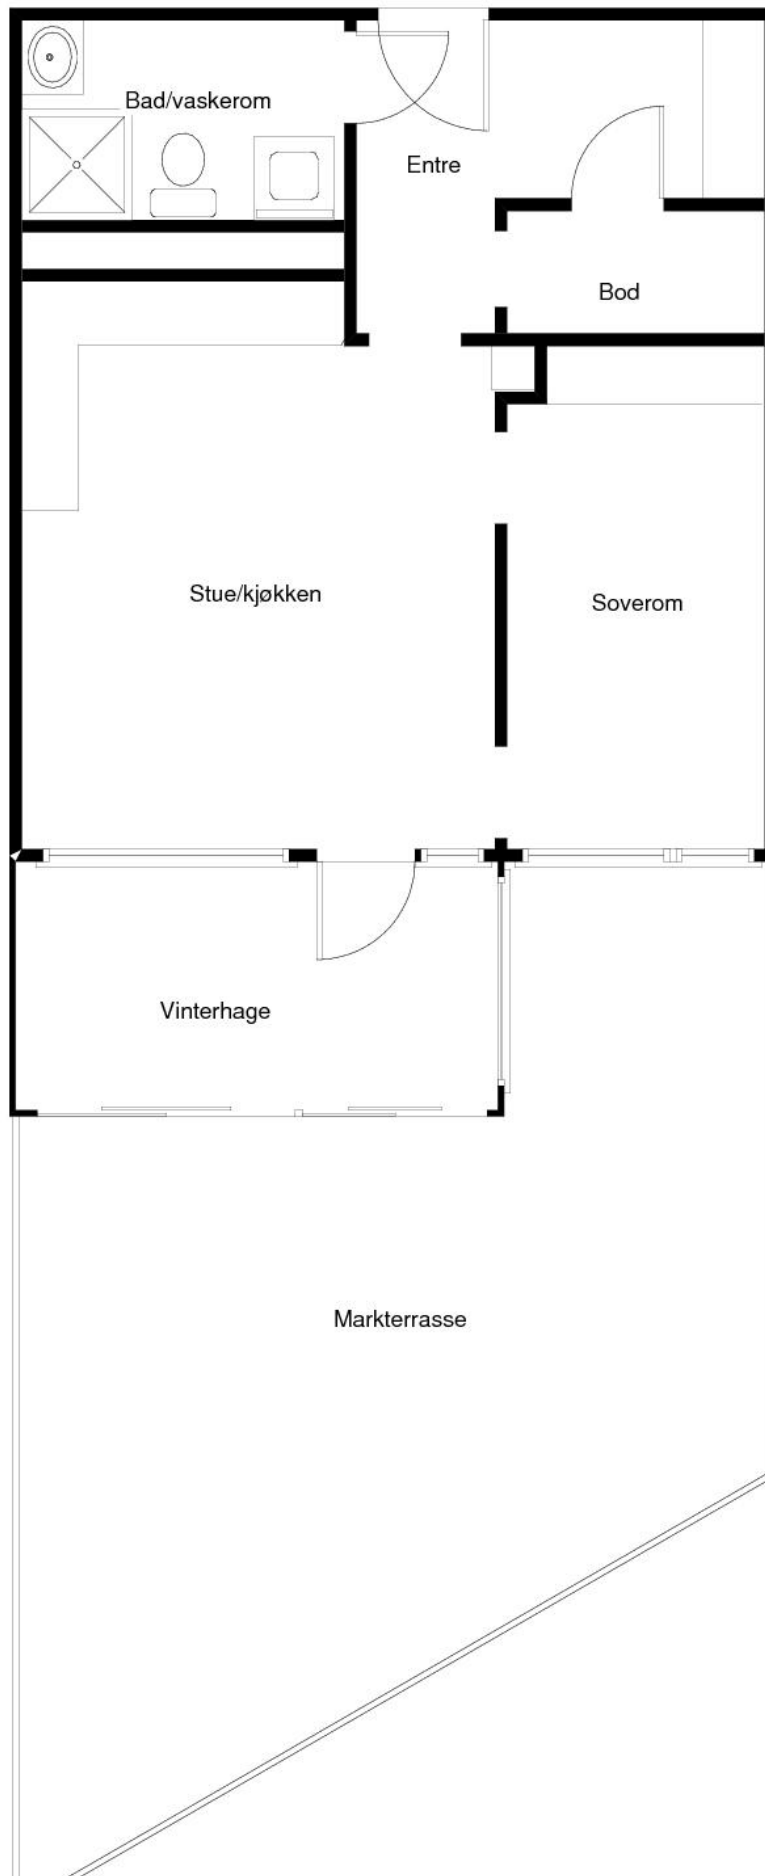 Bad/vaskerom
Entre
Bod
Stue/kjøkken
Soverom
Vinterhage
Markterrasse